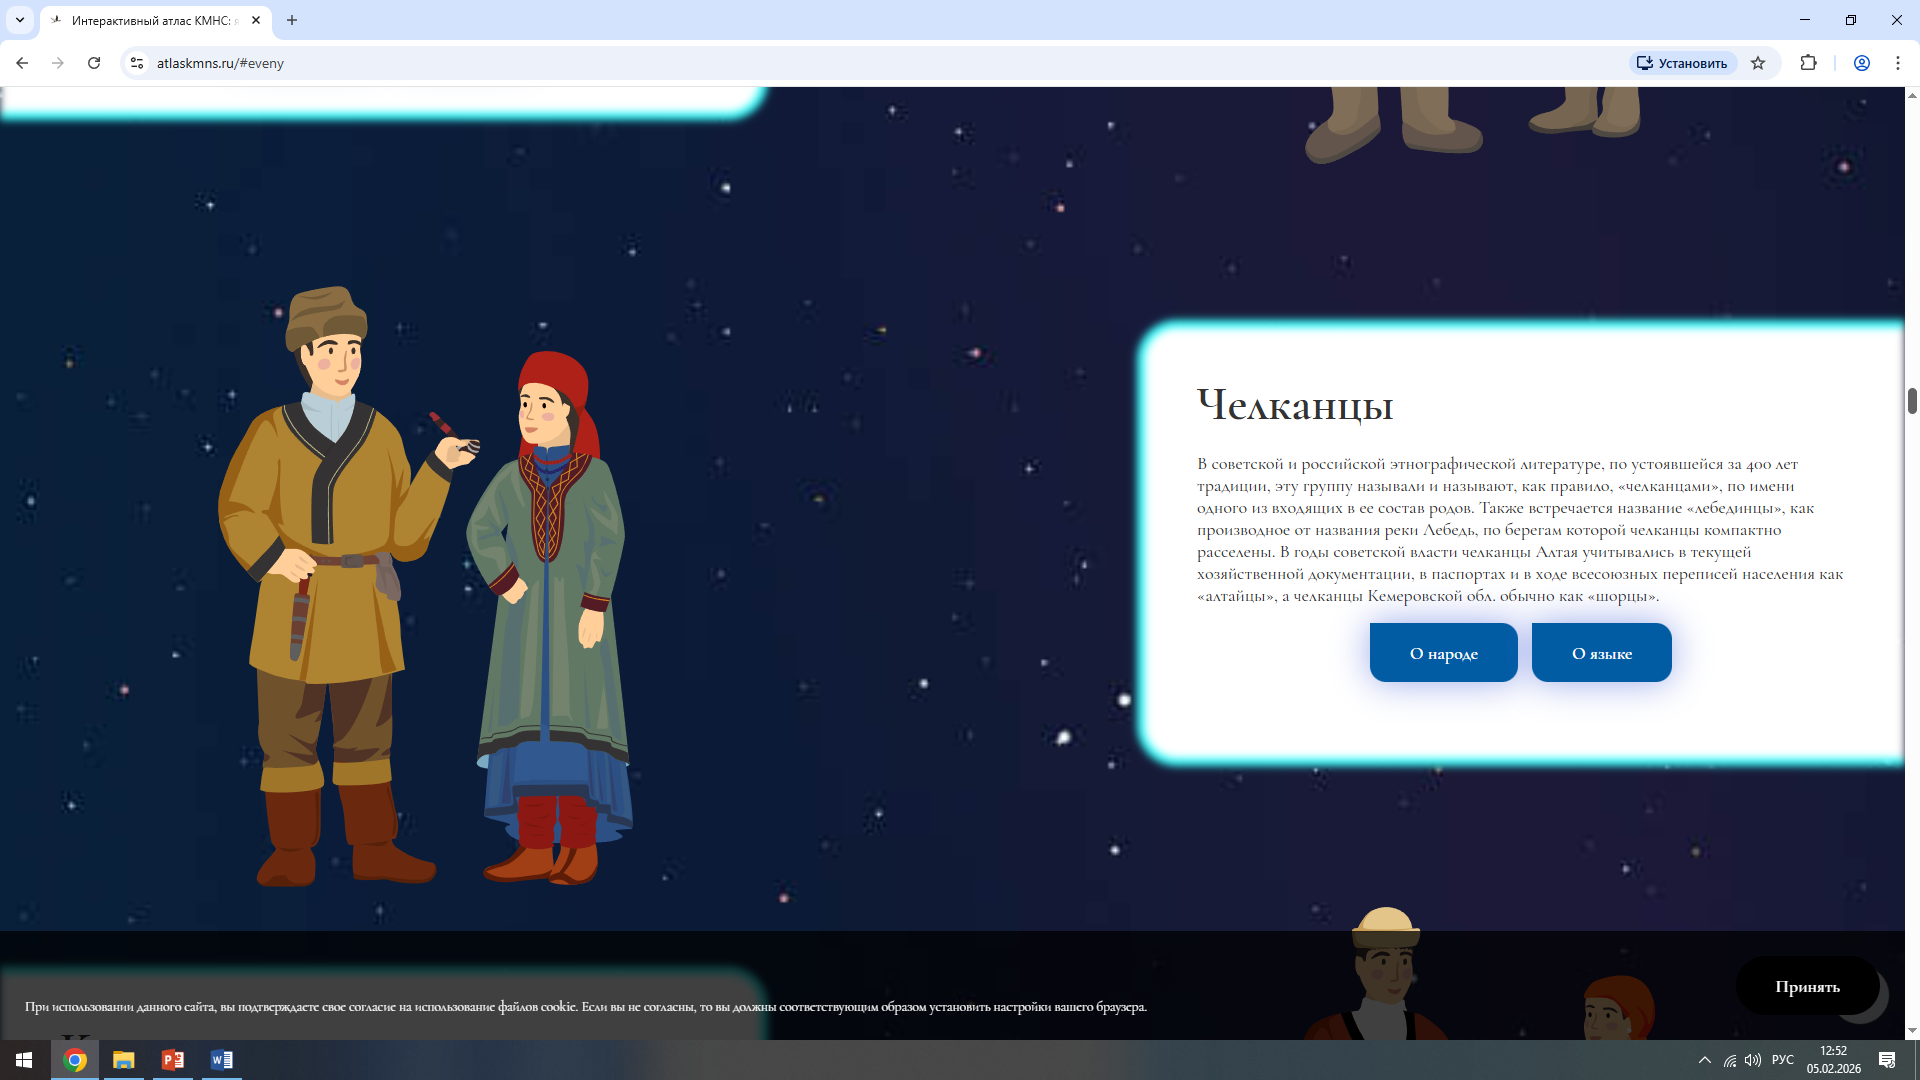 Интерактивный атлас КМНС:
atlaskmns.ru/#eveny
Установить
Челканцы
В советской и российской этнографической литературе, по устоявшейся за 400 лет
традиции, эту группу называли и называют, как правило, «челканцами», по имени
одного из входящих в ее состав родов. Также встречается название «лебединцы», как
производное от названия реки Лебедь, по берегам которой челканцы компактно
расселены. В годы советской власти челканцы Алтая учитывались в текущей
хозяйственной документации, в паспортах и в ходе всесоюзных переписей населения как
«алтайцы», а челканцы Кемеровской обл. обычно как «шорцы».
О народе
О языке
При использовании данного сайта, вы подтверждаете свое согласие на использование файлов cookie. Если вы не согласны, то вы должны соответствующим образом установить настройки вашего браузера.
Принять
РУС
12:52
05.02.2026